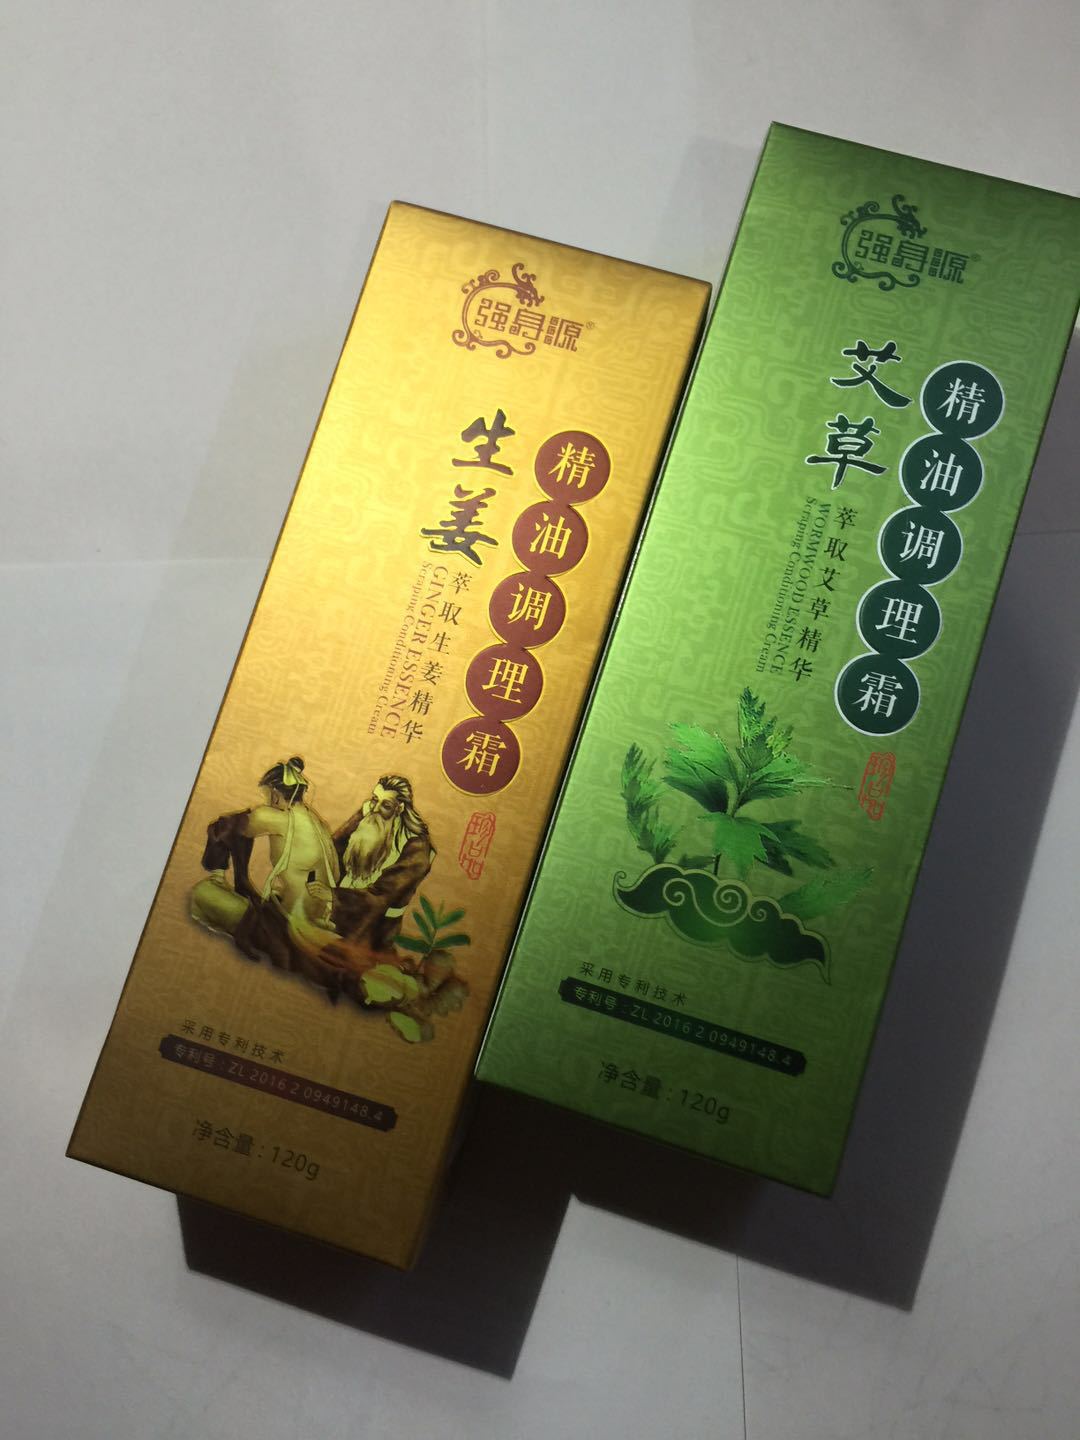 强身源®
生姜
精油调理霜
萃取生姜精华
GINGER ESSENCE
Scraping Conditioning Cream
珍品
采用专利技术
专利号:ZL 2016 2 0949148.4
净含量:120g
强身源®
艾草
精油调理霜
萃取艾草精华
WORMWOOD ESSENCE
Scraping Conditioning Cream
珍品
采用专利技术
专利号:ZL 2016 2 0949148.4
净含量:120g